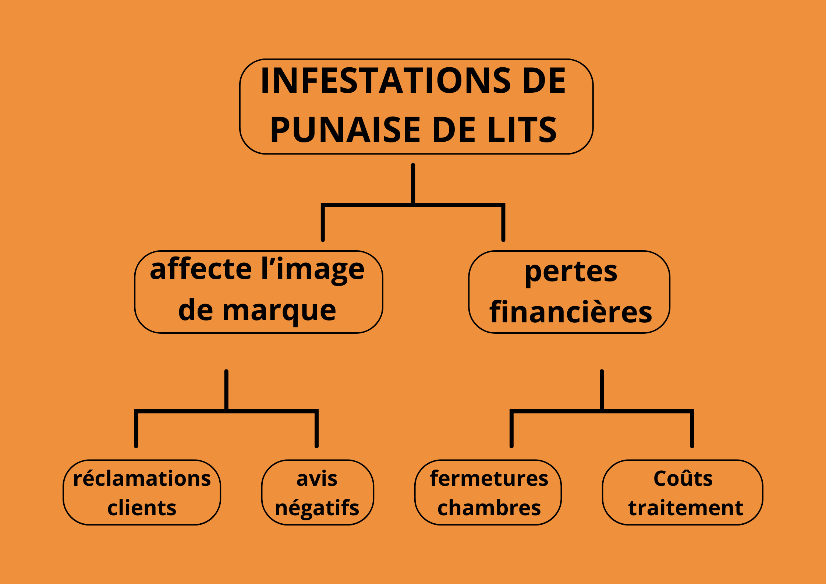 INFESTATIONS DE
PUNAISE DE LITS
affecte l’image
de marque
pertes
financières
réclamations
clients
avis
négatifs
fermetures
chambres
Coûts
traitement